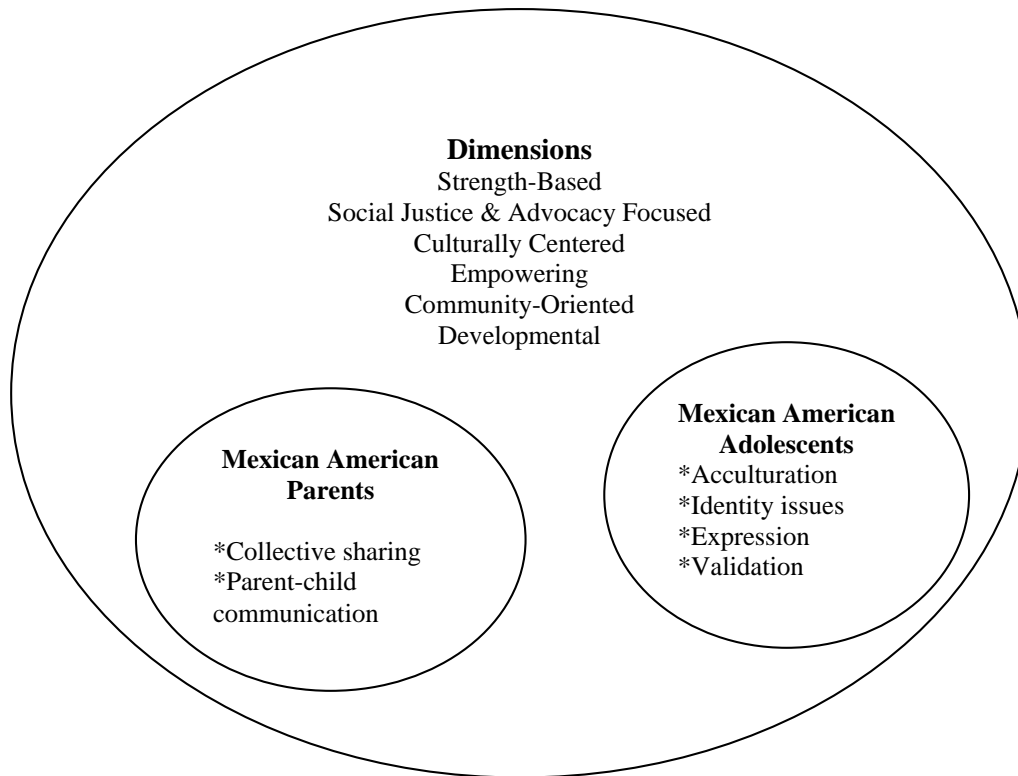 Dimensions
Strength-Based
Social Justice & Advocacy Focused
Culturally Centered
Empowering
Community-Oriented
Developmental
Mexican American
Parents
*Collective sharing
*Parent-child
communication
Mexican American
Adolescents
*Acculturation
*Identity issues
*Expression
*Validation